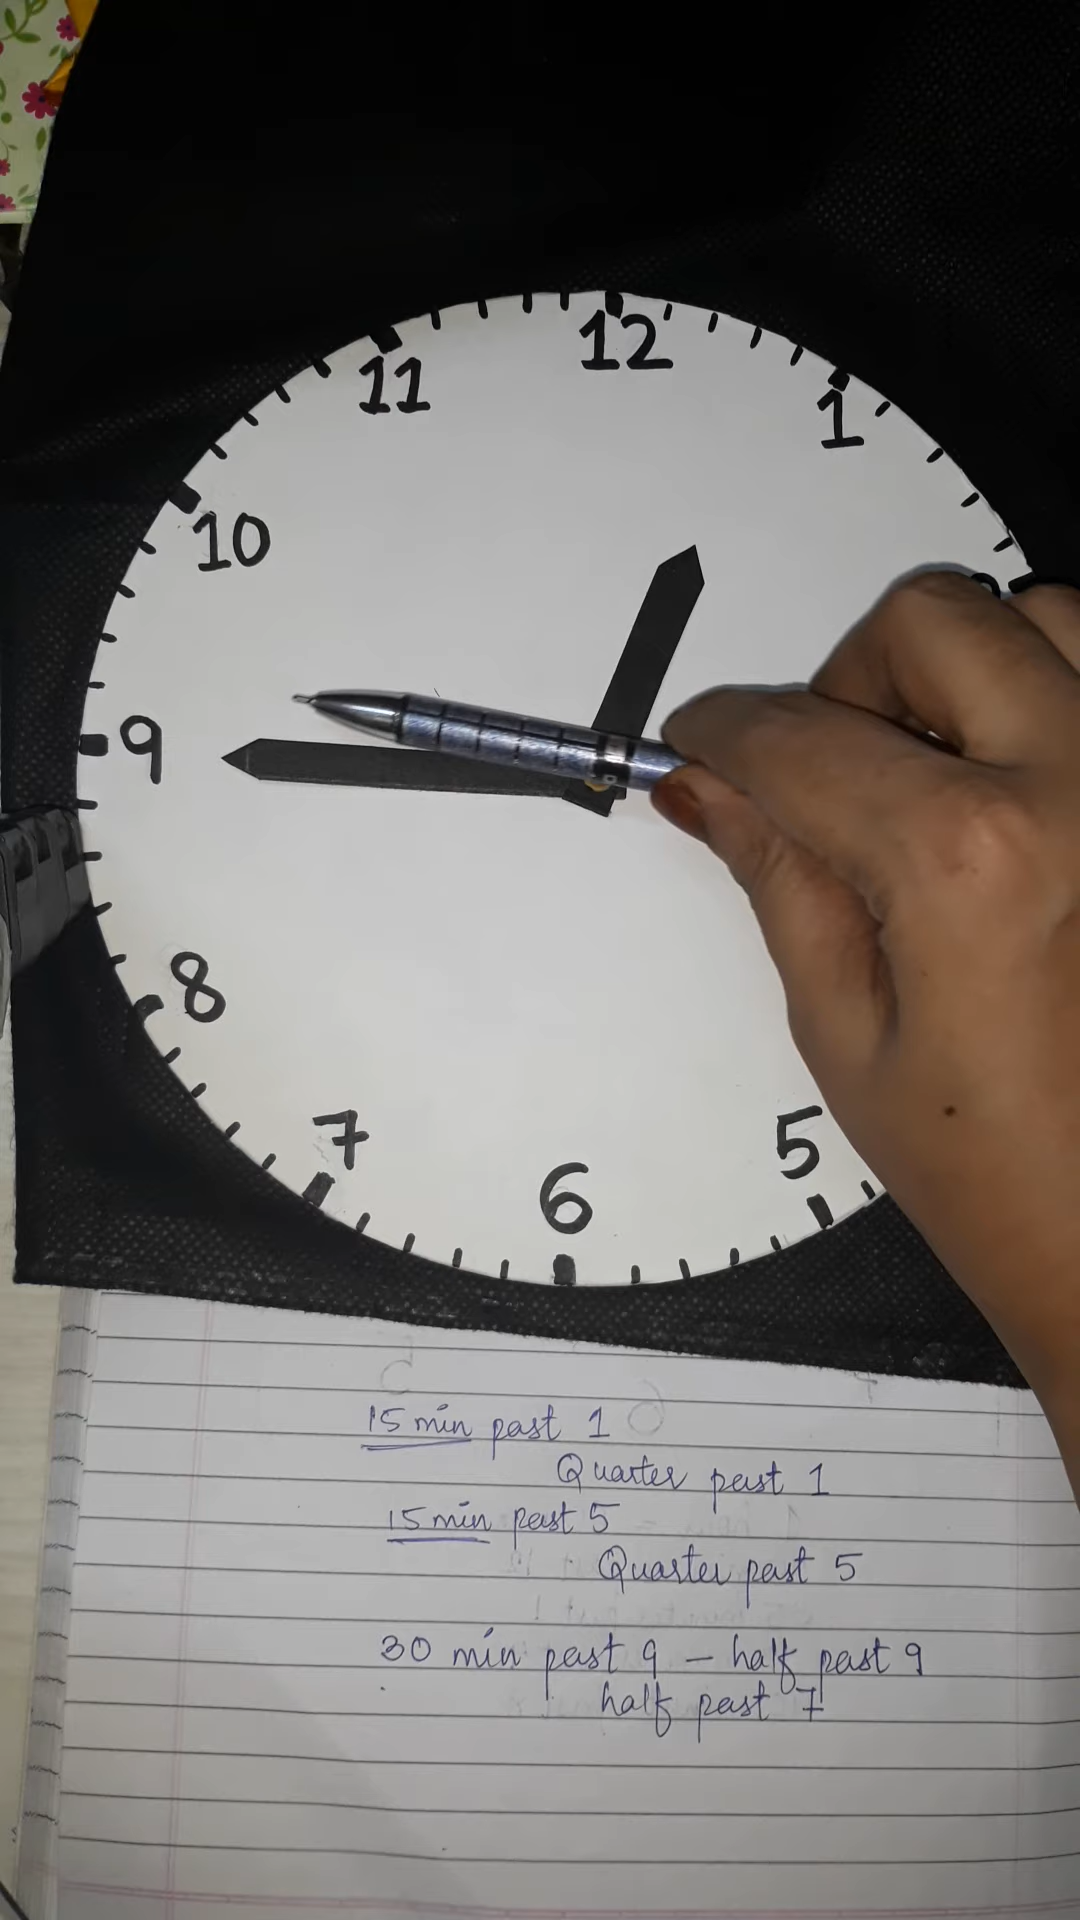 12
11
1
10
9
8
7
5
6
15 min past 1
Quarter past 1
15 min past 5
Quarter past 5
30 min past 9 - half past 9
half past 7